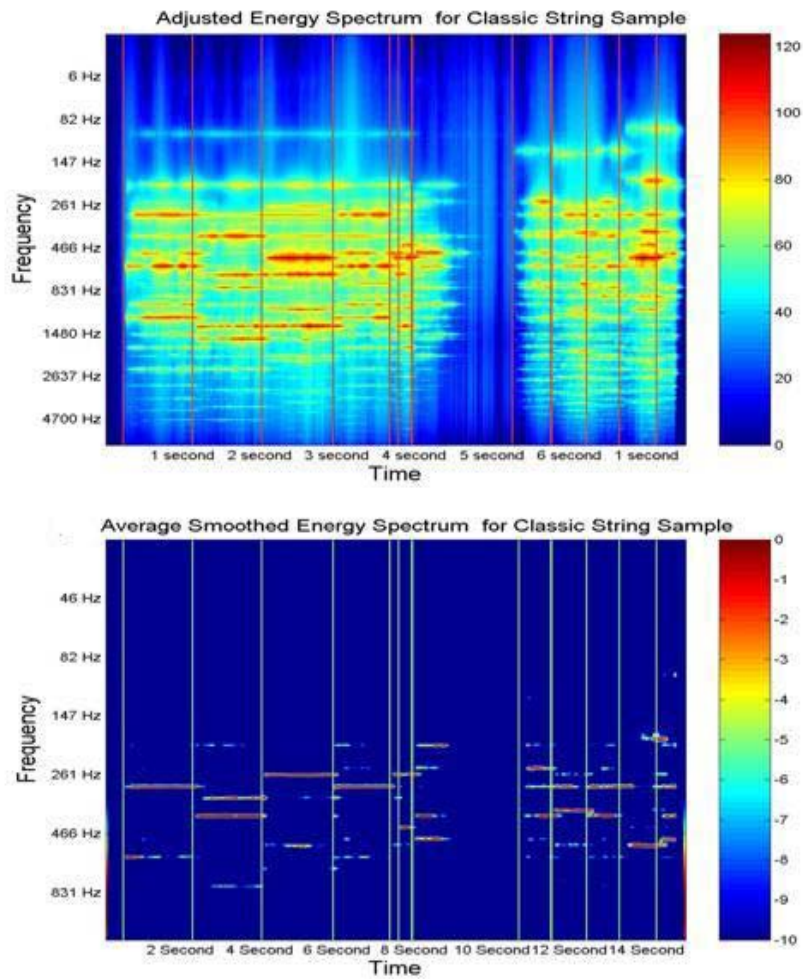 Adjusted Energy Spectrum for Classic String Sample
Frequency
6 Hz
82 Hz
147 Hz
261 Hz
466 Hz
831 Hz
1480 Hz
2637 Hz
4700 Hz
1 second 2 second 3 second 4 second 5 second 6 second 1 second
Time
120
100
80
60
40
20
0
Average Smoothed Energy Spectrum for Classic String Sample
Frequency
46 Hz
82 Hz
147 Hz
261 Hz
466 Hz
831 Hz
2 Second 4 Second 6 Second 8 Second 10 Second 12 Second 14 Second
Time
0
-1
-2
-3
-4
-5
-6
-7
-8
-9
-10